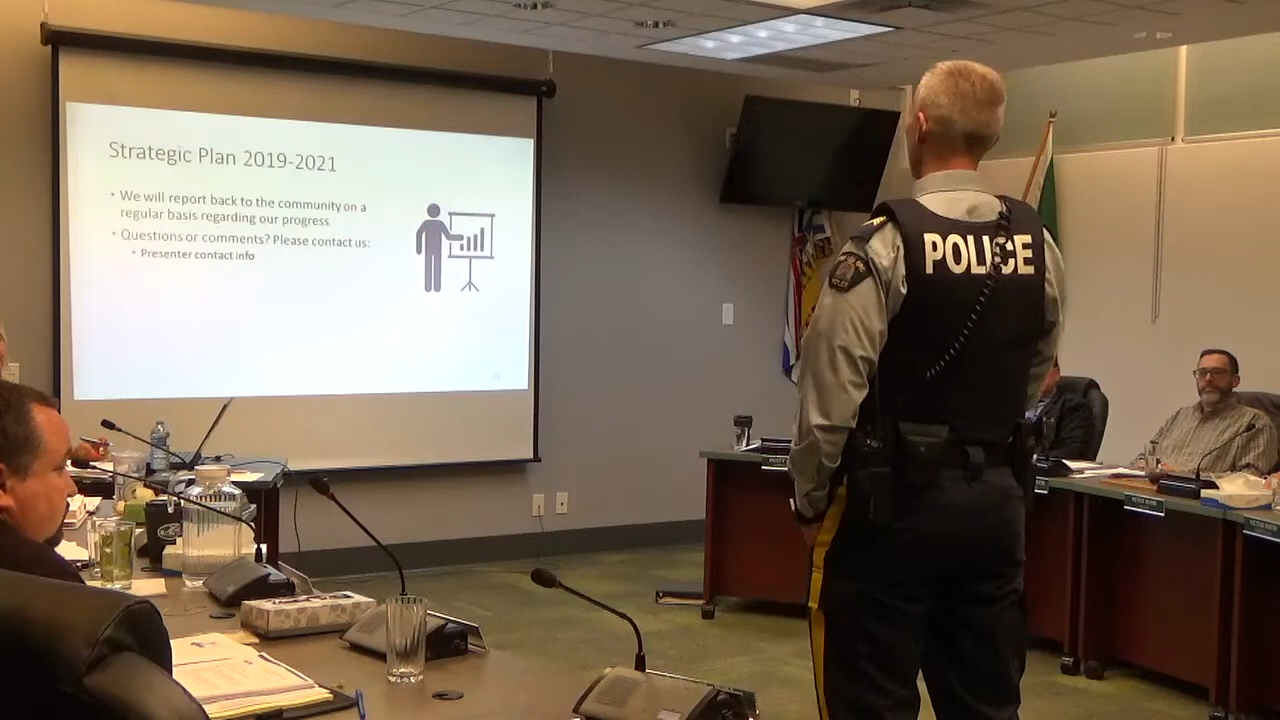 Strategic Plan 2019-2021
• We will report back to the community on a
regular basis regarding our progress
• Questions or comments? Please contact us:
• Presenter contact info
POLICE